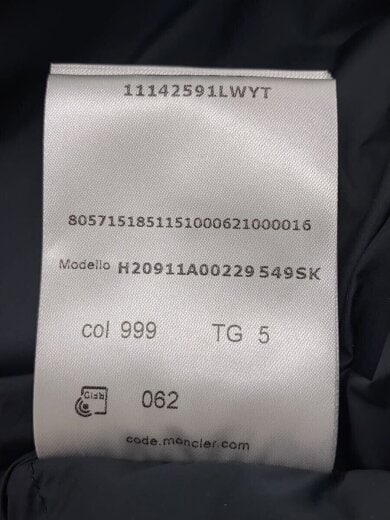 11142591LWYT
8057151851151000621000016
Modello H20911A00229 549SK
col 999 TG 5
062
code.moncler.com